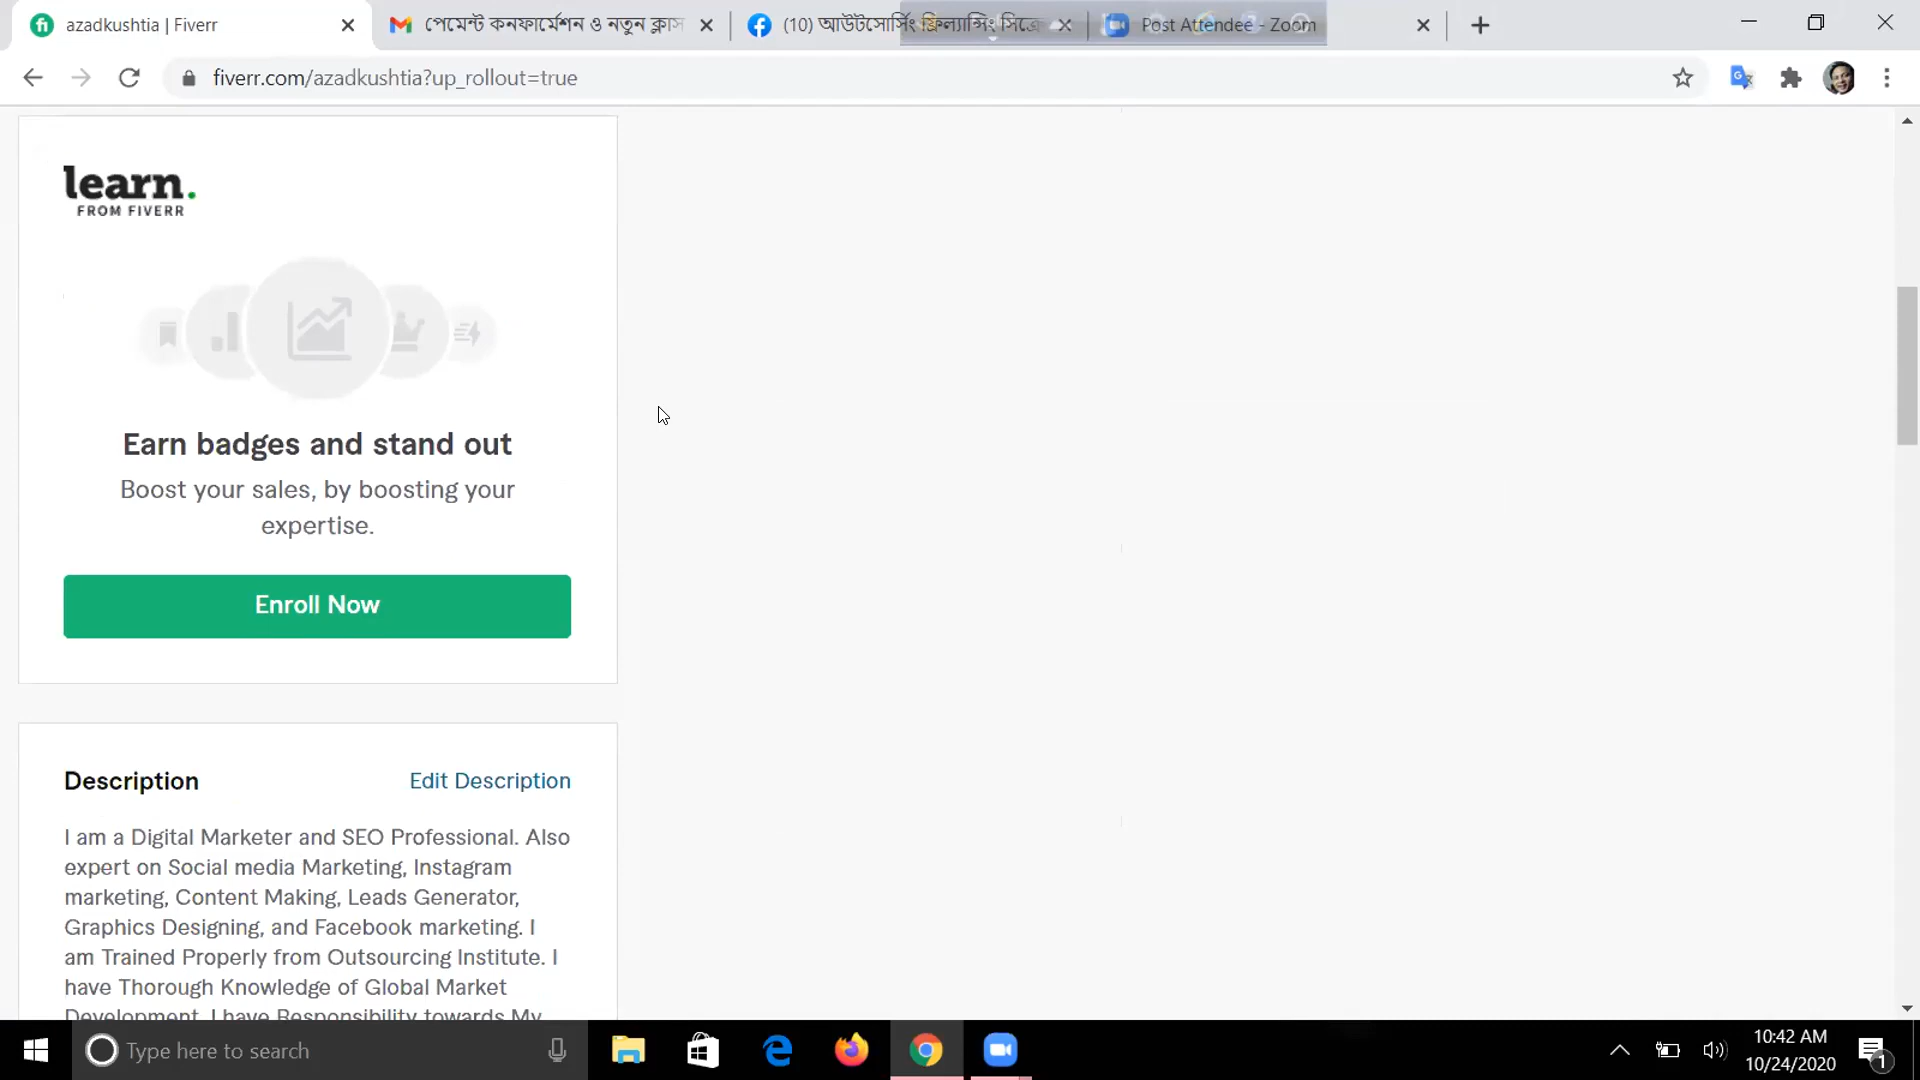 azadkushtia | Fiverr
পেমেন্ট কনফার্মেশন ও নতুন ক্লাস
(10) আউটসোর্সিং ফ্রিল্যান্সিং সিক্রে
Post Attendee - Zoom
fiverr.com/azadkushtia?up_rollout=true
learn.
FROM FIVERR
Earn badges and stand out
Boost your sales, by boosting your
expertise.
Enroll Now
Description
Edit Description
I am a Digital Marketer and SEO Professional. Also
expert on Social media Marketing, Instagram
marketing, Content Making, Leads Generator,
Graphics Designing, and Facebook marketing. I
am Trained Properly from Outsourcing Institute. I
have Thorough Knowledge of Global Market
Development. I have Responsibility towards My
Type here to search
10:42 AM
10/24/2020
1